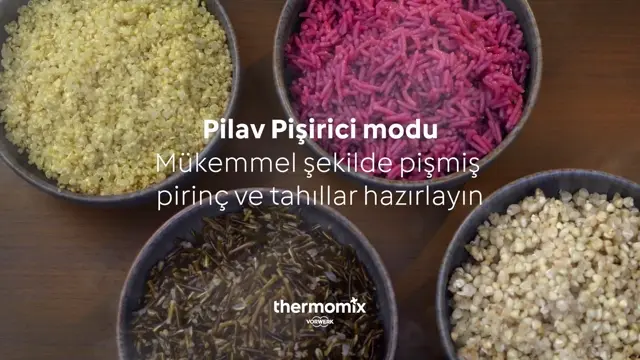 Pilav Pişirici modu
Mükemmel şekilde pişmiş
pirinç ve tahıllar hazırlayın
thermomix
VORWERK